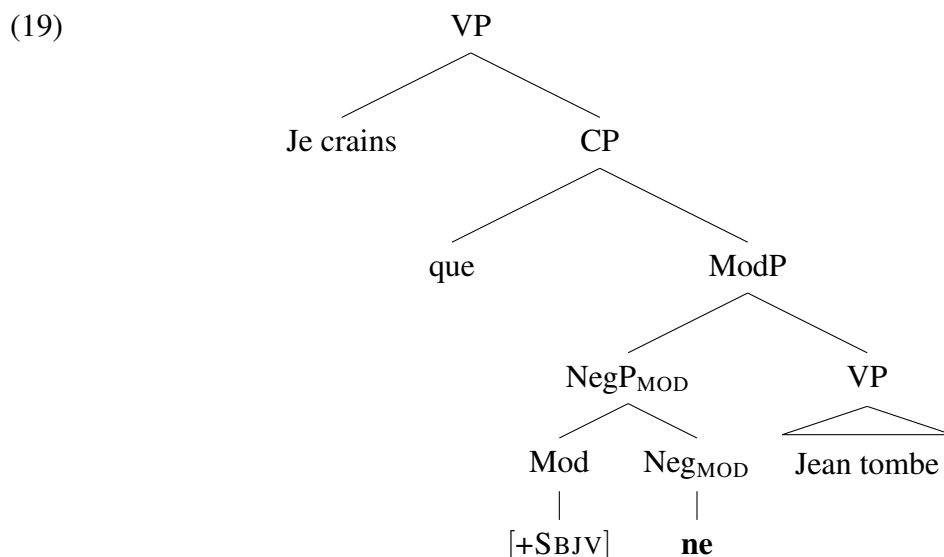 (19) VP
Je crains CP
que ModP
NegP_MOD VP
Mod Neg_MOD Jean tombe
[+SBJV] ne